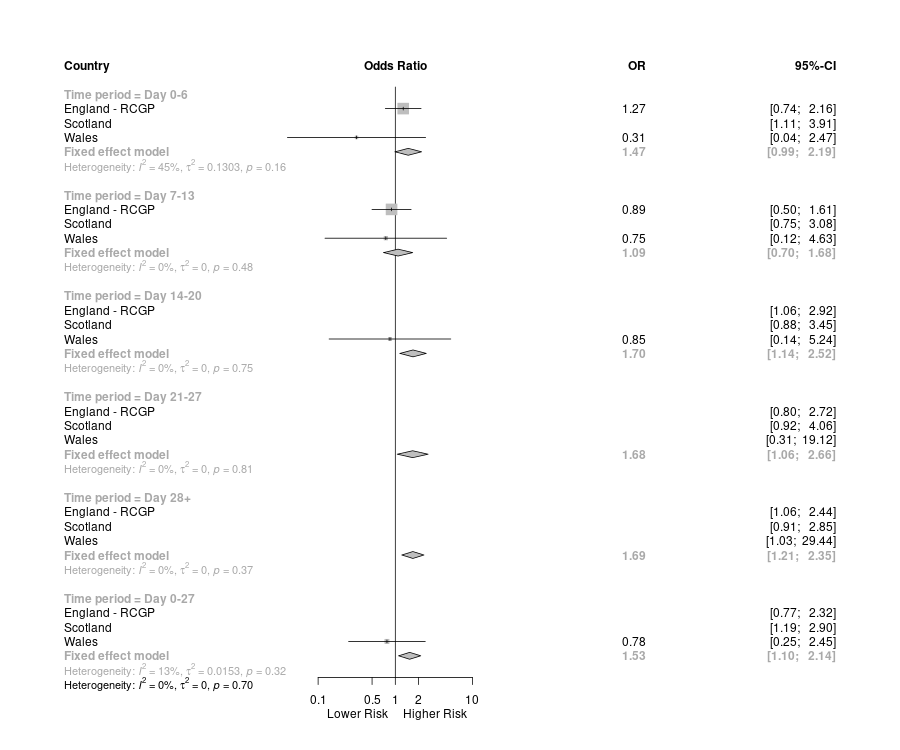 Country Odds Ratio OR 95%-CI
Time period = Day 0-6
England - RCGP 1.27 [0.74; 2.16]
Scotland [1.11; 3.91]
Wales 0.31 [0.04; 2.47]
Fixed effect model 1.47 [0.99; 2.19]
Heterogeneity: I² = 45%, τ² = 0.1303, p = 0.16
Time period = Day 7-13
England - RCGP 0.89 [0.50; 1.61]
Scotland [0.75; 3.08]
Wales 0.75 [0.12; 4.63]
Fixed effect model 1.09 [0.70; 1.68]
Heterogeneity: I² = 0%, τ² = 0, p = 0.48
Time period = Day 14-20
England - RCGP [1.06; 2.92]
Scotland [0.88; 3.45]
Wales 0.85 [0.14; 5.24]
Fixed effect model 1.70 [1.14; 2.52]
Heterogeneity: I² = 0%, τ² = 0, p = 0.75
Time period = Day 21-27
England - RCGP [0.80; 2.72]
Scotland [0.92; 4.06]
Wales [0.31; 19.12]
Fixed effect model 1.68 [1.06; 2.66]
Heterogeneity: I² = 0%, τ² = 0, p = 0.81
Time period = Day 28+
England - RCGP [1.06; 2.44]
Scotland [0.91; 2.85]
Wales [1.03; 29.44]
Fixed effect model 1.69 [1.21; 2.35]
Heterogeneity: I² = 0%, τ² = 0, p = 0.37
Time period = Day 0-27
England - RCGP [0.77; 2.32]
Scotland [1.19; 2.90]
Wales 0.78 [0.25; 2.45]
Fixed effect model 1.53 [1.10; 2.14]
Heterogeneity: I² = 13%, τ² = 0.0153, p = 0.32
Heterogeneity: I² = 0%, τ² = 0, p = 0.70
0.1 0.5 1 2 10
Lower Risk Higher Risk